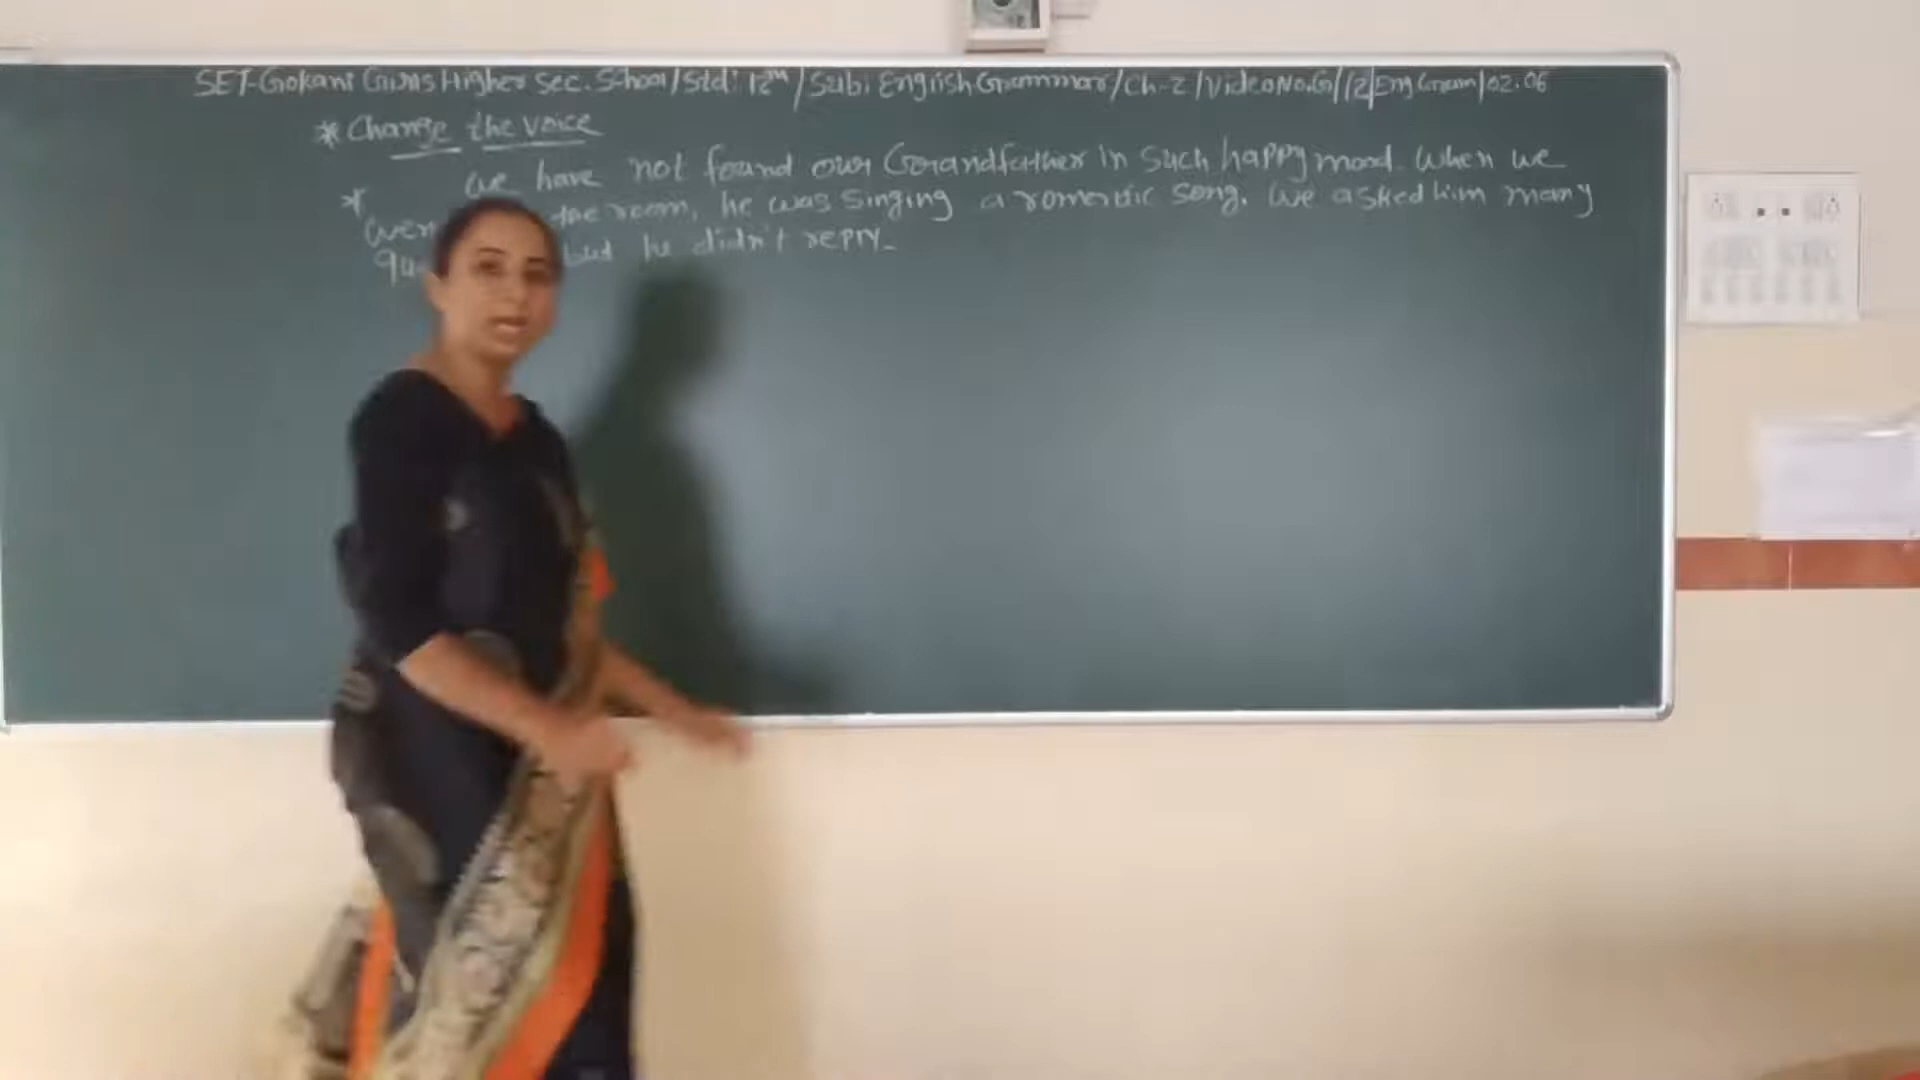 SET-Gokani Girls Higher Sec. School/Std: 12th/Sub: English Grammar/Ch-2/Video No. G/12/Eng Gram/02.06
* Change the voice
* we have not found our Grandfather in such happy mood. When we
the room, he was singing a romantic song. We asked him many
but he didn't reply.